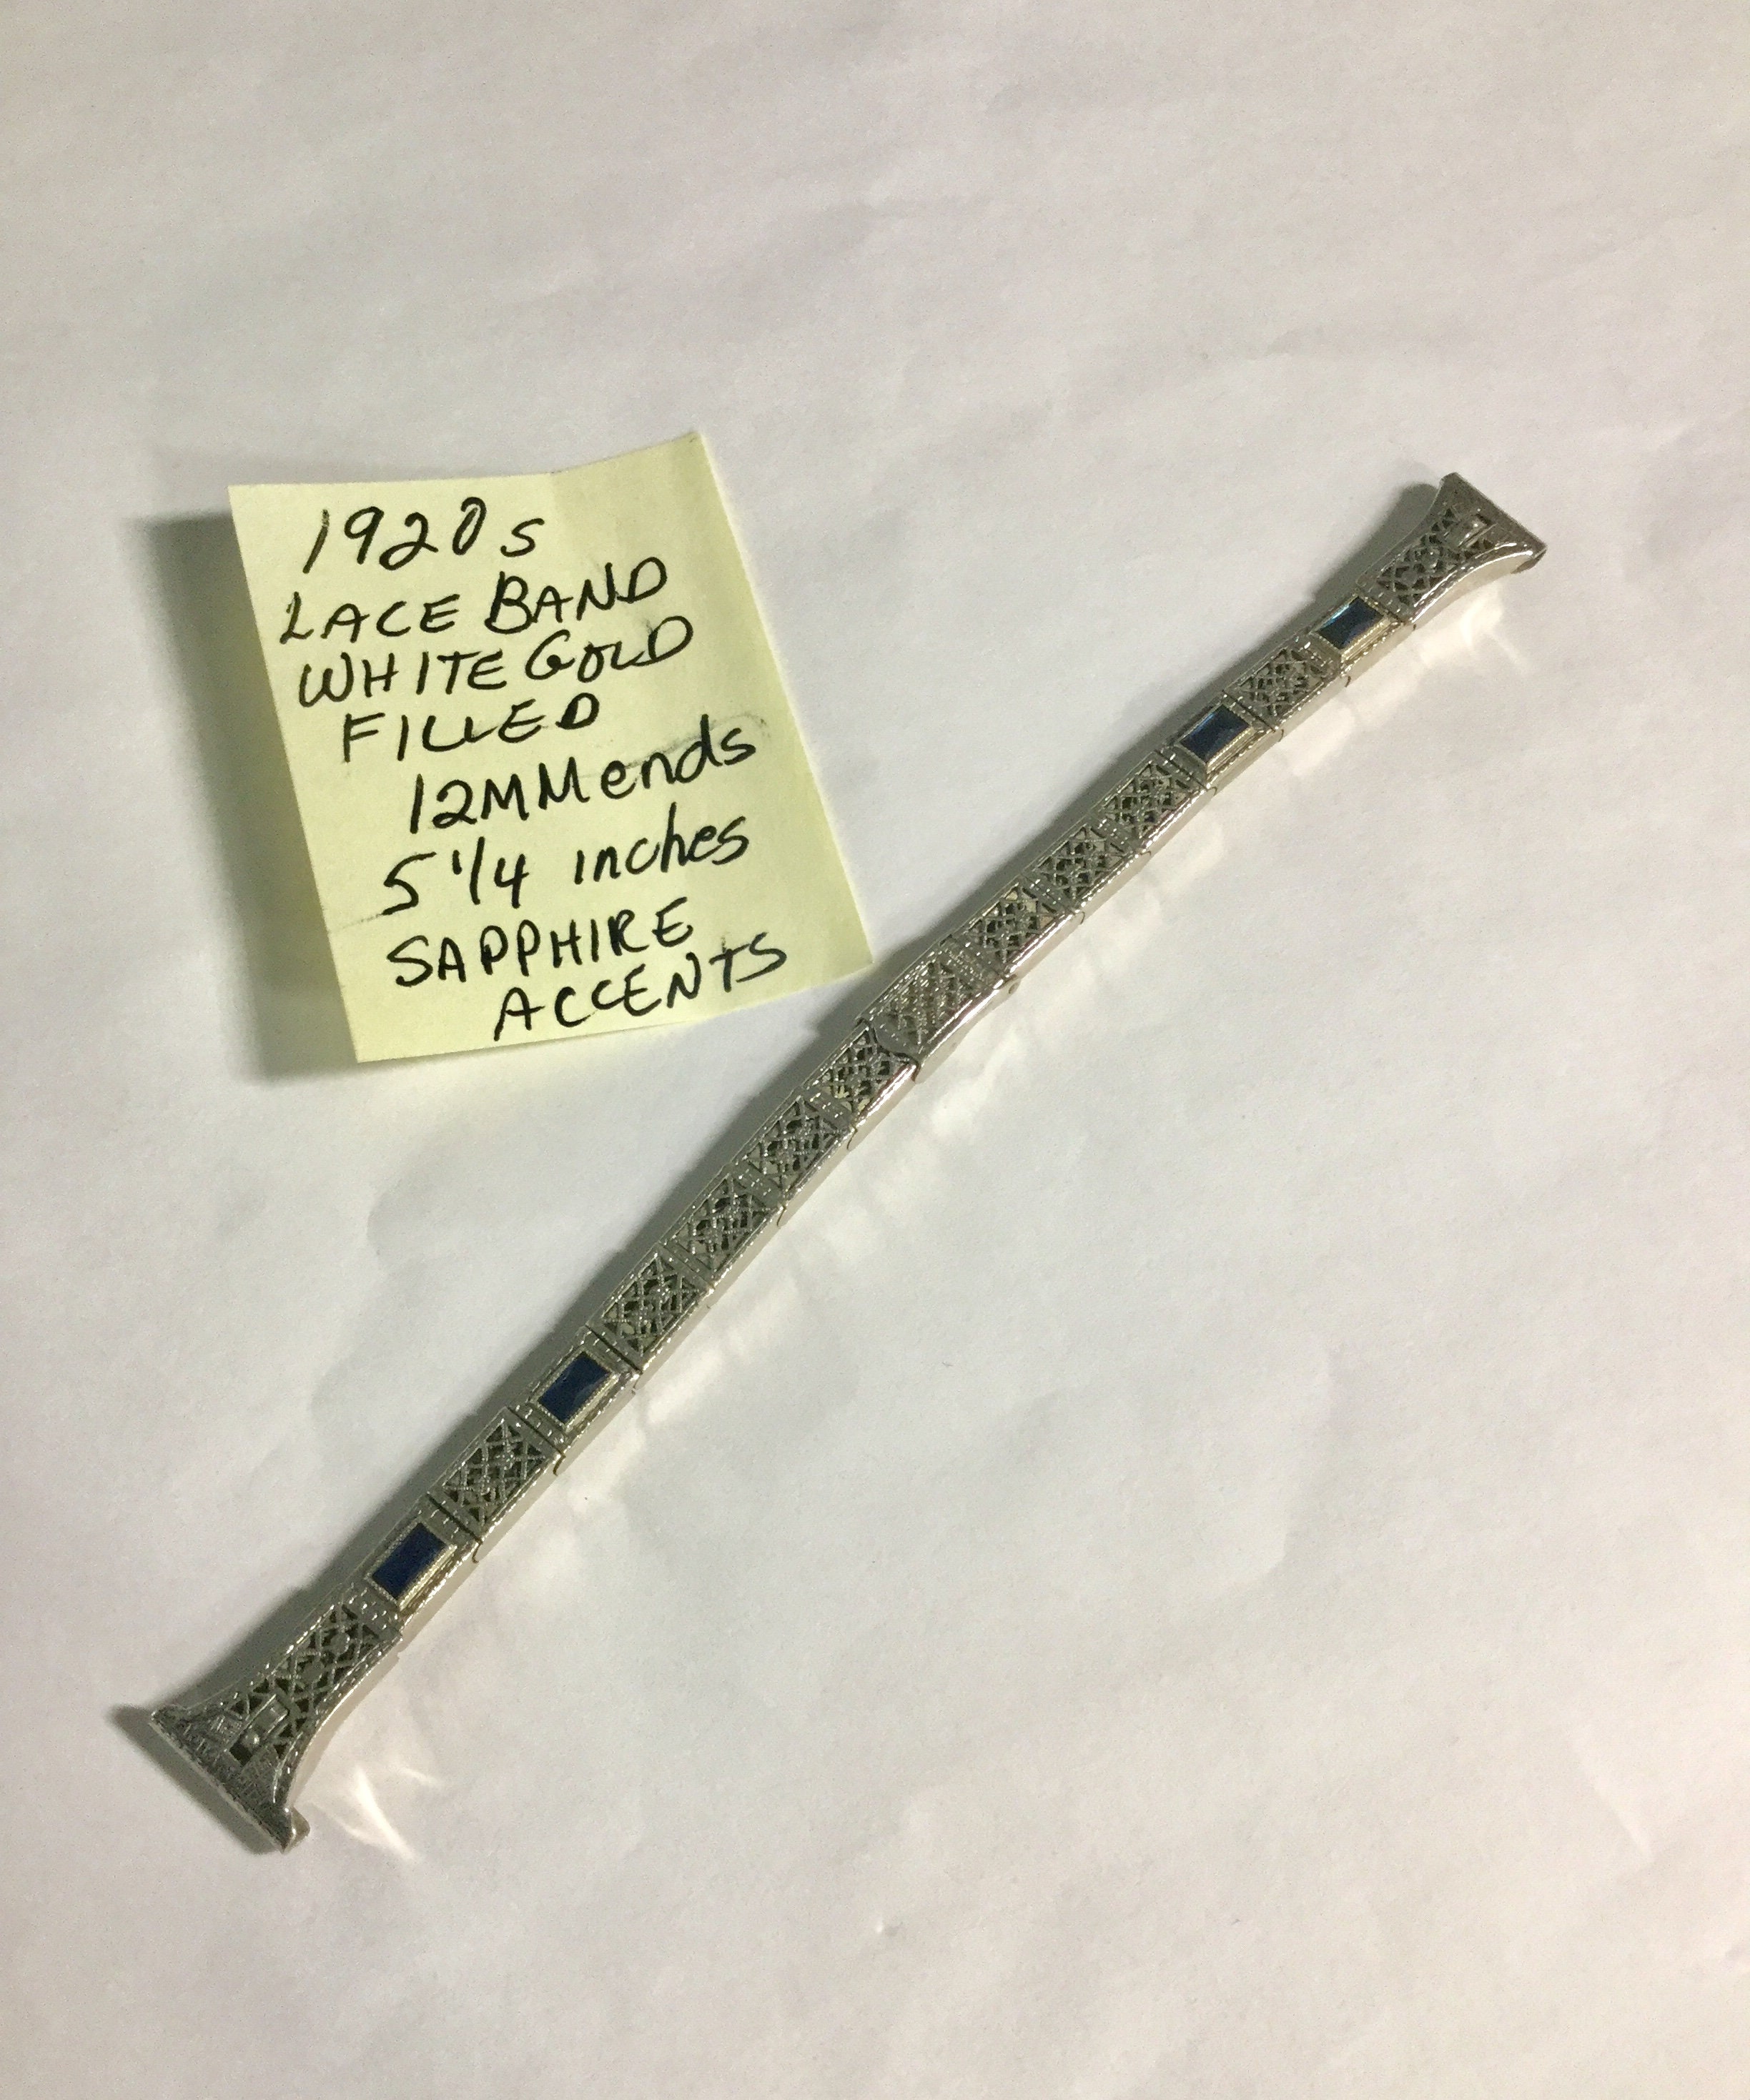 1920s
LACE BAND
WHITE GOLD
FILLED
12MM ends
5 1/4 inches
SAPPHIRE
ACCENTS